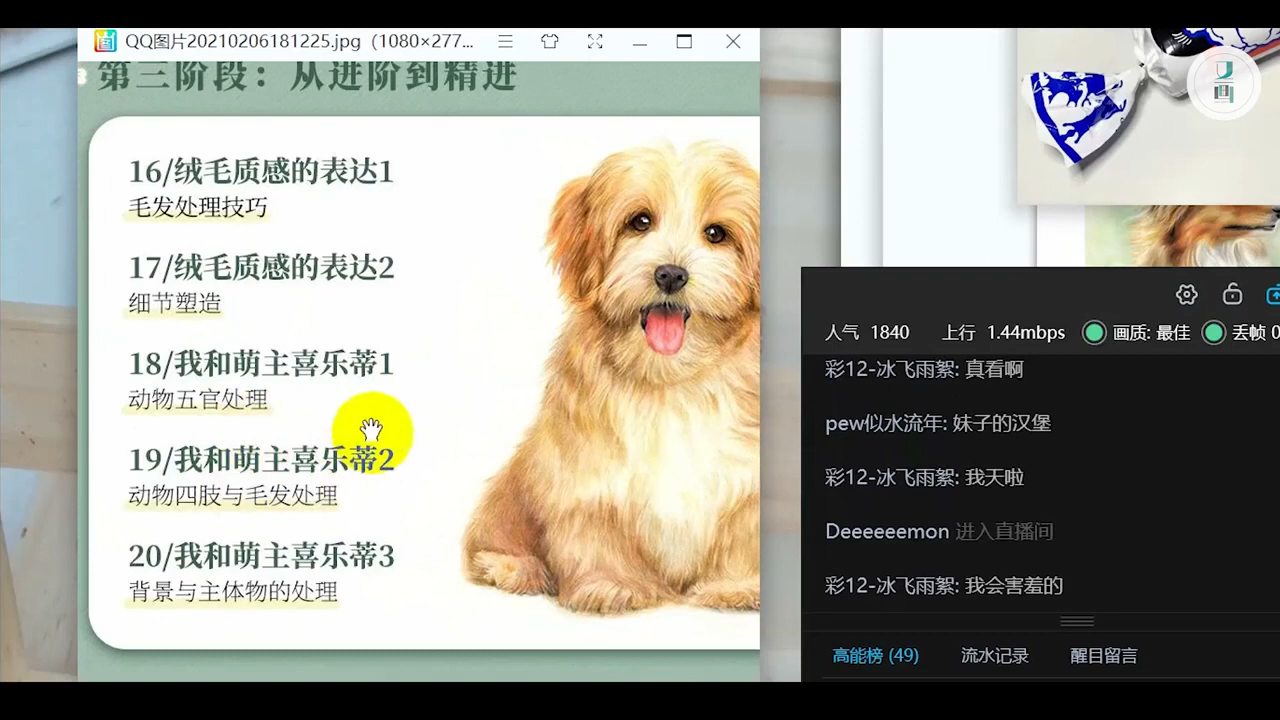 QQ图片20210206181225.jpg（1080×277...
第三阶段：从进阶到精进
16/绒毛质感的表达1
毛发处理技巧
17/绒毛质感的表达2
细节塑造
18/我和萌主喜乐蒂1
动物五官处理
19/我和萌主喜乐蒂2
动物四肢与毛发处理
20/我和萌主喜乐蒂3
背景与主体物的处理
人气 1840 上行 1.44mbps 画质: 最佳 丢帧 0
彩12-冰飞雨絮: 真看啊
pew似水流年: 妹子的汉堡
彩12-冰飞雨絮: 我天啦
Deeeeeemon 进入直播间
彩12-冰飞雨絮: 我会害羞的
高能榜 (49) 流水记录 醒目留言